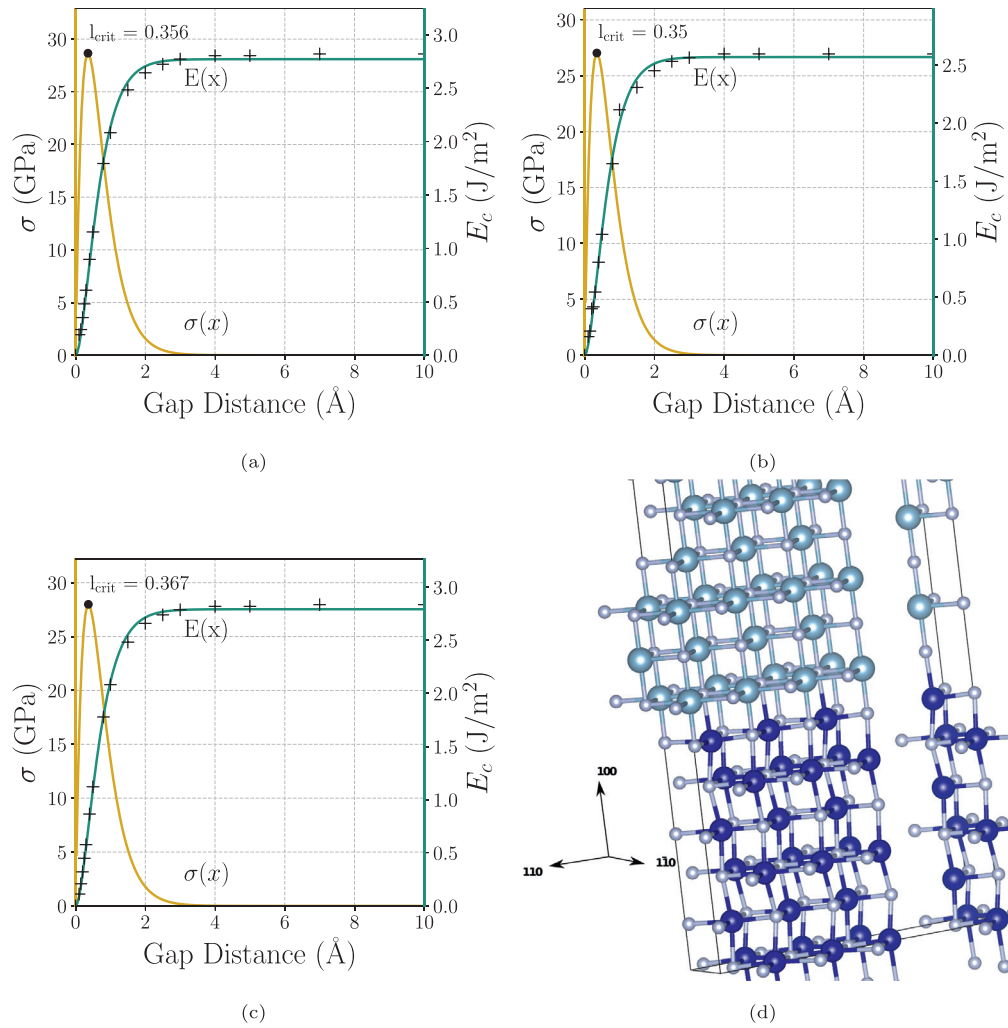 l_crit = 0.356
E(x)
σ(x)
σ (GPa)
E_c (J/m²)
0
5
10
15
20
25
30
0.0
0.5
1.0
1.5
2.0
2.5
3.0
0
2
4
6
8
10
Gap Distance (Å)
(a)
l_crit = 0.35
E(x)
σ(x)
σ (GPa)
E_c (J/m²)
0
5
10
15
20
25
30
0.0
0.5
1.0
1.5
2.0
2.5
0
2
4
6
8
10
Gap Distance (Å)
(b)
l_crit = 0.367
E(x)
σ(x)
σ (GPa)
E_c (J/m²)
0
5
10
15
20
25
30
0.0
0.5
1.0
1.5
2.0
2.5
3.0
0
2
4
6
8
10
Gap Distance (Å)
(c)
100
110
11̄0
(d)